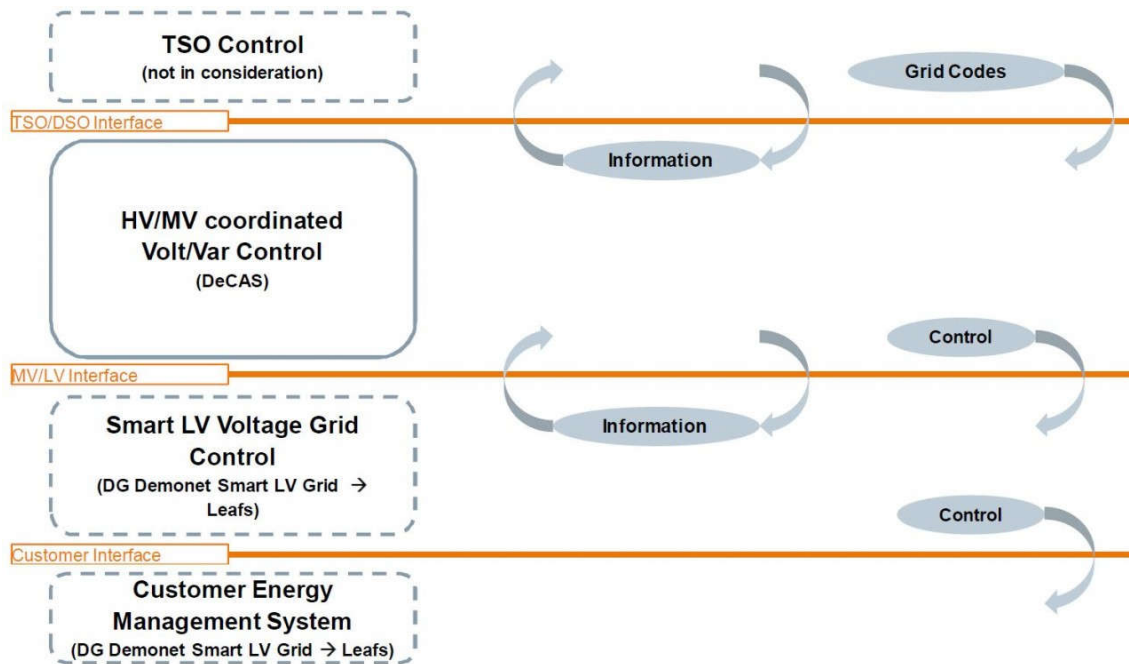 TSO Control
(not in consideration)
Grid Codes
TSO/DSO Interface
Information
HV/MV coordinated
Volt/Var Control
(DeCAS)
Control
MV/LV Interface
Smart LV Voltage Grid
Control
(DG Demonet Smart LV Grid →
Leafs)
Information
Control
Customer Interface
Customer Energy
Management System
(DG Demonet Smart LV Grid → Leafs)